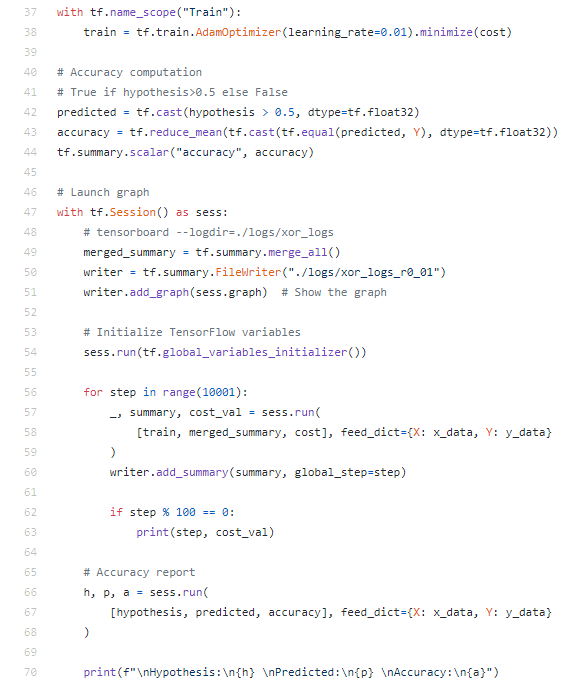 37 with tf.name_scope("Train"):
38     train = tf.train.AdamOptimizer(learning_rate=0.01).minimize(cost)
39
40 # Accuracy computation
41 # True if hypothesis>0.5 else False
42 predicted = tf.cast(hypothesis > 0.5, dtype=tf.float32)
43 accuracy = tf.reduce_mean(tf.cast(tf.equal(predicted, Y), dtype=tf.float32))
44 tf.summary.scalar("accuracy", accuracy)
45
46 # Launch graph
47 with tf.Session() as sess:
48     # tensorboard --logdir=./logs/xor_logs
49     merged_summary = tf.summary.merge_all()
50     writer = tf.summary.FileWriter("./logs/xor_logs_r0_01")
51     writer.add_graph(sess.graph)  # Show the graph
52
53     # Initialize TensorFlow variables
54     sess.run(tf.global_variables_initializer())
55
56     for step in range(10001):
57         _, summary, cost_val = sess.run(
58             [train, merged_summary, cost], feed_dict={X: x_data, Y: y_data}
59         )
60         writer.add_summary(summary, global_step=step)
61
62         if step % 100 == 0:
63             print(step, cost_val)
64
65     # Accuracy report
66     h, p, a = sess.run(
67         [hypothesis, predicted, accuracy], feed_dict={X: x_data, Y: y_data}
68     )
69
70     print(f"\nHypothesis:\n{h} \nPredicted:\n{p} \nAccuracy:\n{a}")